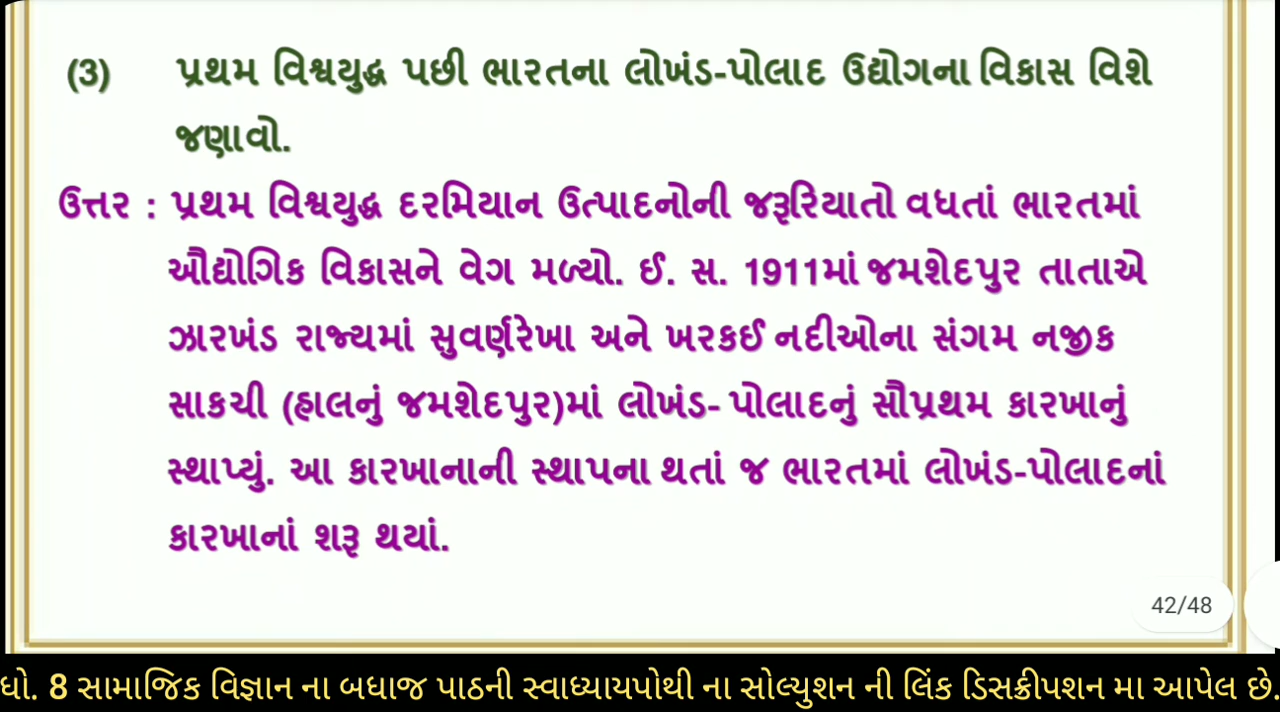 (3) પ્રથમ વિશ્વયુદ્ધ પછી ભારતના લોખંડ-પોલાદ ઉદ્યોગના વિકાસ વિશે
જણાવો.
ઉત્તર : પ્રથમ વિશ્વયુદ્ધ દરમિયાન ઉત્પાદનોની જરૂરિયાતો વધતાં ભારતમાં
ઔદ્યોગિક વિકાસને વેગ મળ્યો. ઈ. સ. 1911માં જમશેદપુર તાતાએ
ઝારખંડ રાજ્યમાં સુવર્ણરેખા અને ખરકઈ નદીઓના સંગમ નજીક
સાકચી (હાલનું જમશેદપુર)માં લોખંડ- પોલાદનું સૌપ્રથમ કારખાનું
સ્થાપ્યું. આ કારખાનાની સ્થાપના થતાં જ ભારતમાં લોખંડ-પોલાદનાં
કારખાનાં શરૂ થયાં.
42/48
ધો. 8 સામાજિક વિજ્ઞાન ના બધાજ પાઠની સ્વાધ્યાયપોથી ના સોલ્યુશન ની લિંક ડિસક્રીપશન મા આપેલ છે.